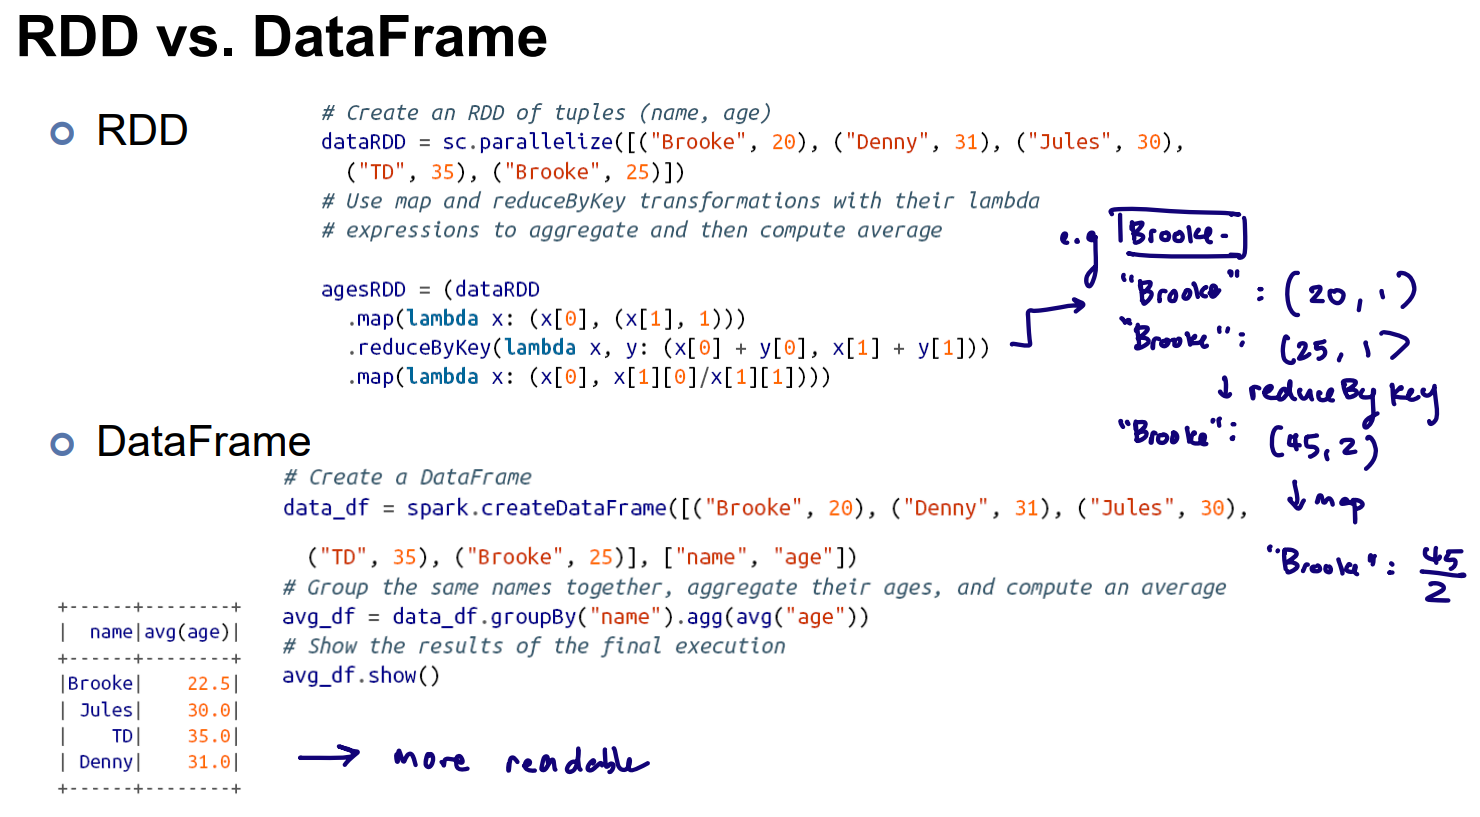 RDD vs. DataFrame
RDD
# Create an RDD of tuples (name, age)
dataRDD = sc.parallelize([("Brooke", 20), ("Denny", 31), ("Jules", 30),
("TD", 35), ("Brooke", 25)])
# Use map and reduceByKey transformations with their lambda
# expressions to aggregate and then compute average
agesRDD = (dataRDD
.map(lambda x: (x[0], (x[1], 1)))
.reduceByKey(lambda x, y: (x[0] + y[0], x[1] + y[1]))
.map(lambda x: (x[0], x[1][0]/x[1][1])))
e.g Brooke -
"Brooke" : (20, 1)
"Brooke": (25, 1)
↓ reduceBy key
"Brooke": (45, 2)
↓ map
"Brooke": 45
2
DataFrame
# Create a DataFrame
data_df = spark.createDataFrame([("Brooke", 20), ("Denny", 31), ("Jules", 30),
("TD", 35), ("Brooke", 25)], ["name", "age"])
# Group the same names together, aggregate their ages, and compute an average
avg_df = data_df.groupBy("name").agg(avg("age"))
# Show the results of the final execution
avg_df.show()
+------+--------+
| name|avg(age)|
+------+--------+
|Brooke| 22.5|
| Jules| 30.0|
| TD| 35.0|
| Denny| 31.0|
+------+--------+
→ more readable